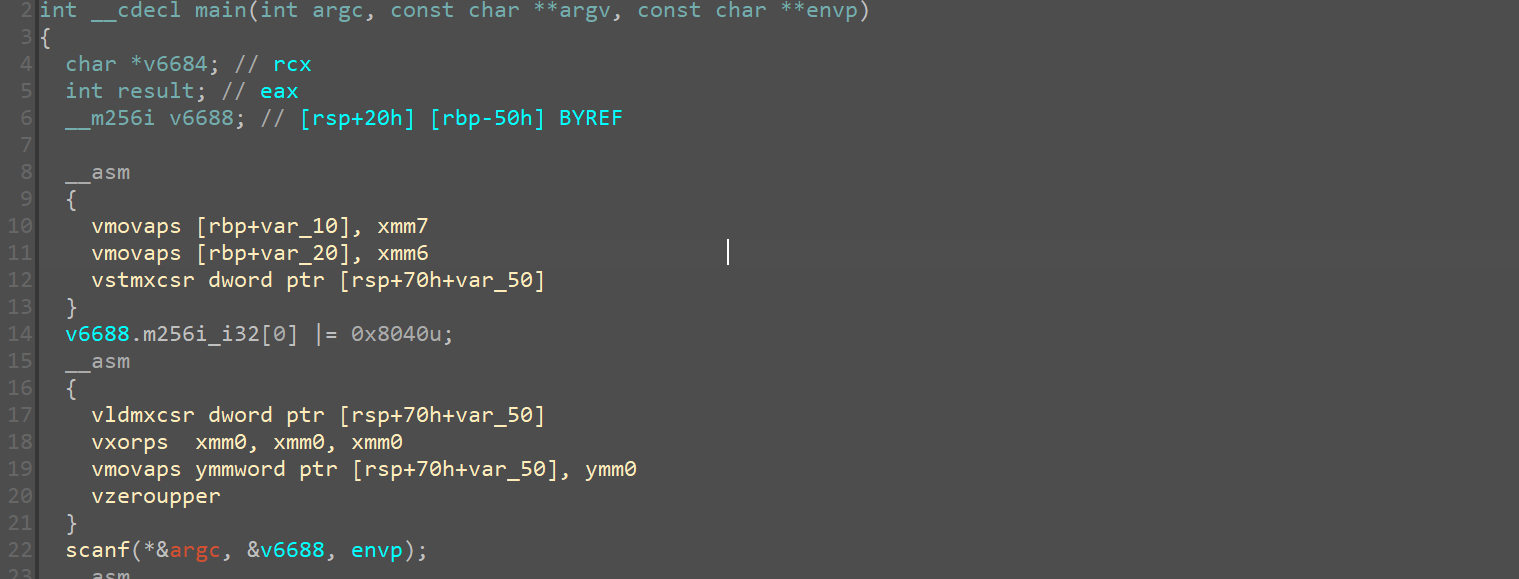 2 int __cdecl main(int argc, const char **argv, const char **envp)
3 {
4 char *v6684; // rcx
5 int result; // eax
6 __m256i v6688; // [rsp+20h] [rbp-50h] BYREF
7
8 __asm
9 {
10 vmovaps [rbp+var_10], xmm7
11 vmovaps [rbp+var_20], xmm6
12 vstmxcsr dword ptr [rsp+70h+var_50]
13 }
14 v6688.m256i_i32[0] |= 0x8040u;
15 __asm
16 {
17 vldmxcsr dword ptr [rsp+70h+var_50]
18 vxorps  xmm0, xmm0, xmm0
19 vmovaps ymmword ptr [rsp+70h+var_50], ymm0
20 vzeroupper
21 }
22 scanf(*&argc, &v6688, envp);
23 __asm